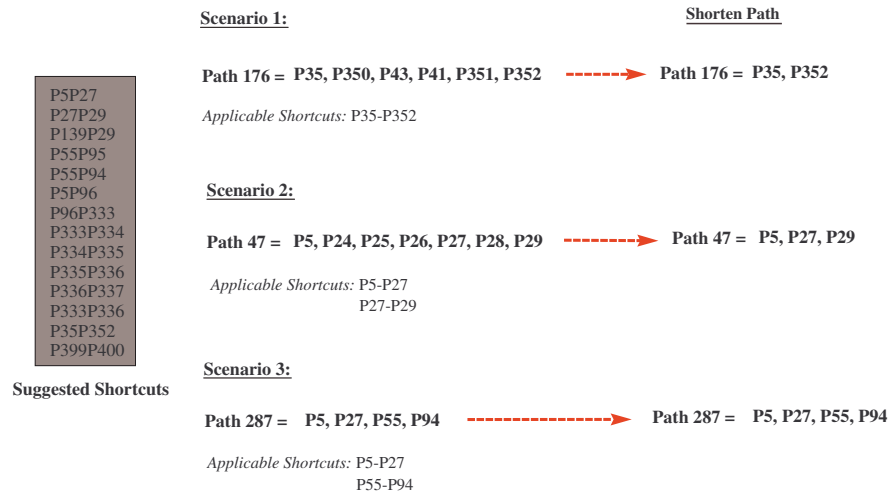 Scenario 1:
Shorten Path
Path 176 = P35, P350, P43, P41, P351, P352
Path 176 = P35, P352
Applicable Shortcuts: P35-P352
P5P27
P27P29
P139P29
P55P95
P55P94
P5P96
P96P333
P333P334
P334P335
P335P336
P336P337
P333P336
P35P352
P399P400
Suggested Shortcuts
Scenario 2:
Path 47 = P5, P24, P25, P26, P27, P28, P29
Path 47 = P5, P27, P29
Applicable Shortcuts: P5-P27
P27-P29
Scenario 3:
Path 287 = P5, P27, P55, P94
Path 287 = P5, P27, P55, P94
Applicable Shortcuts: P5-P27
P55-P94